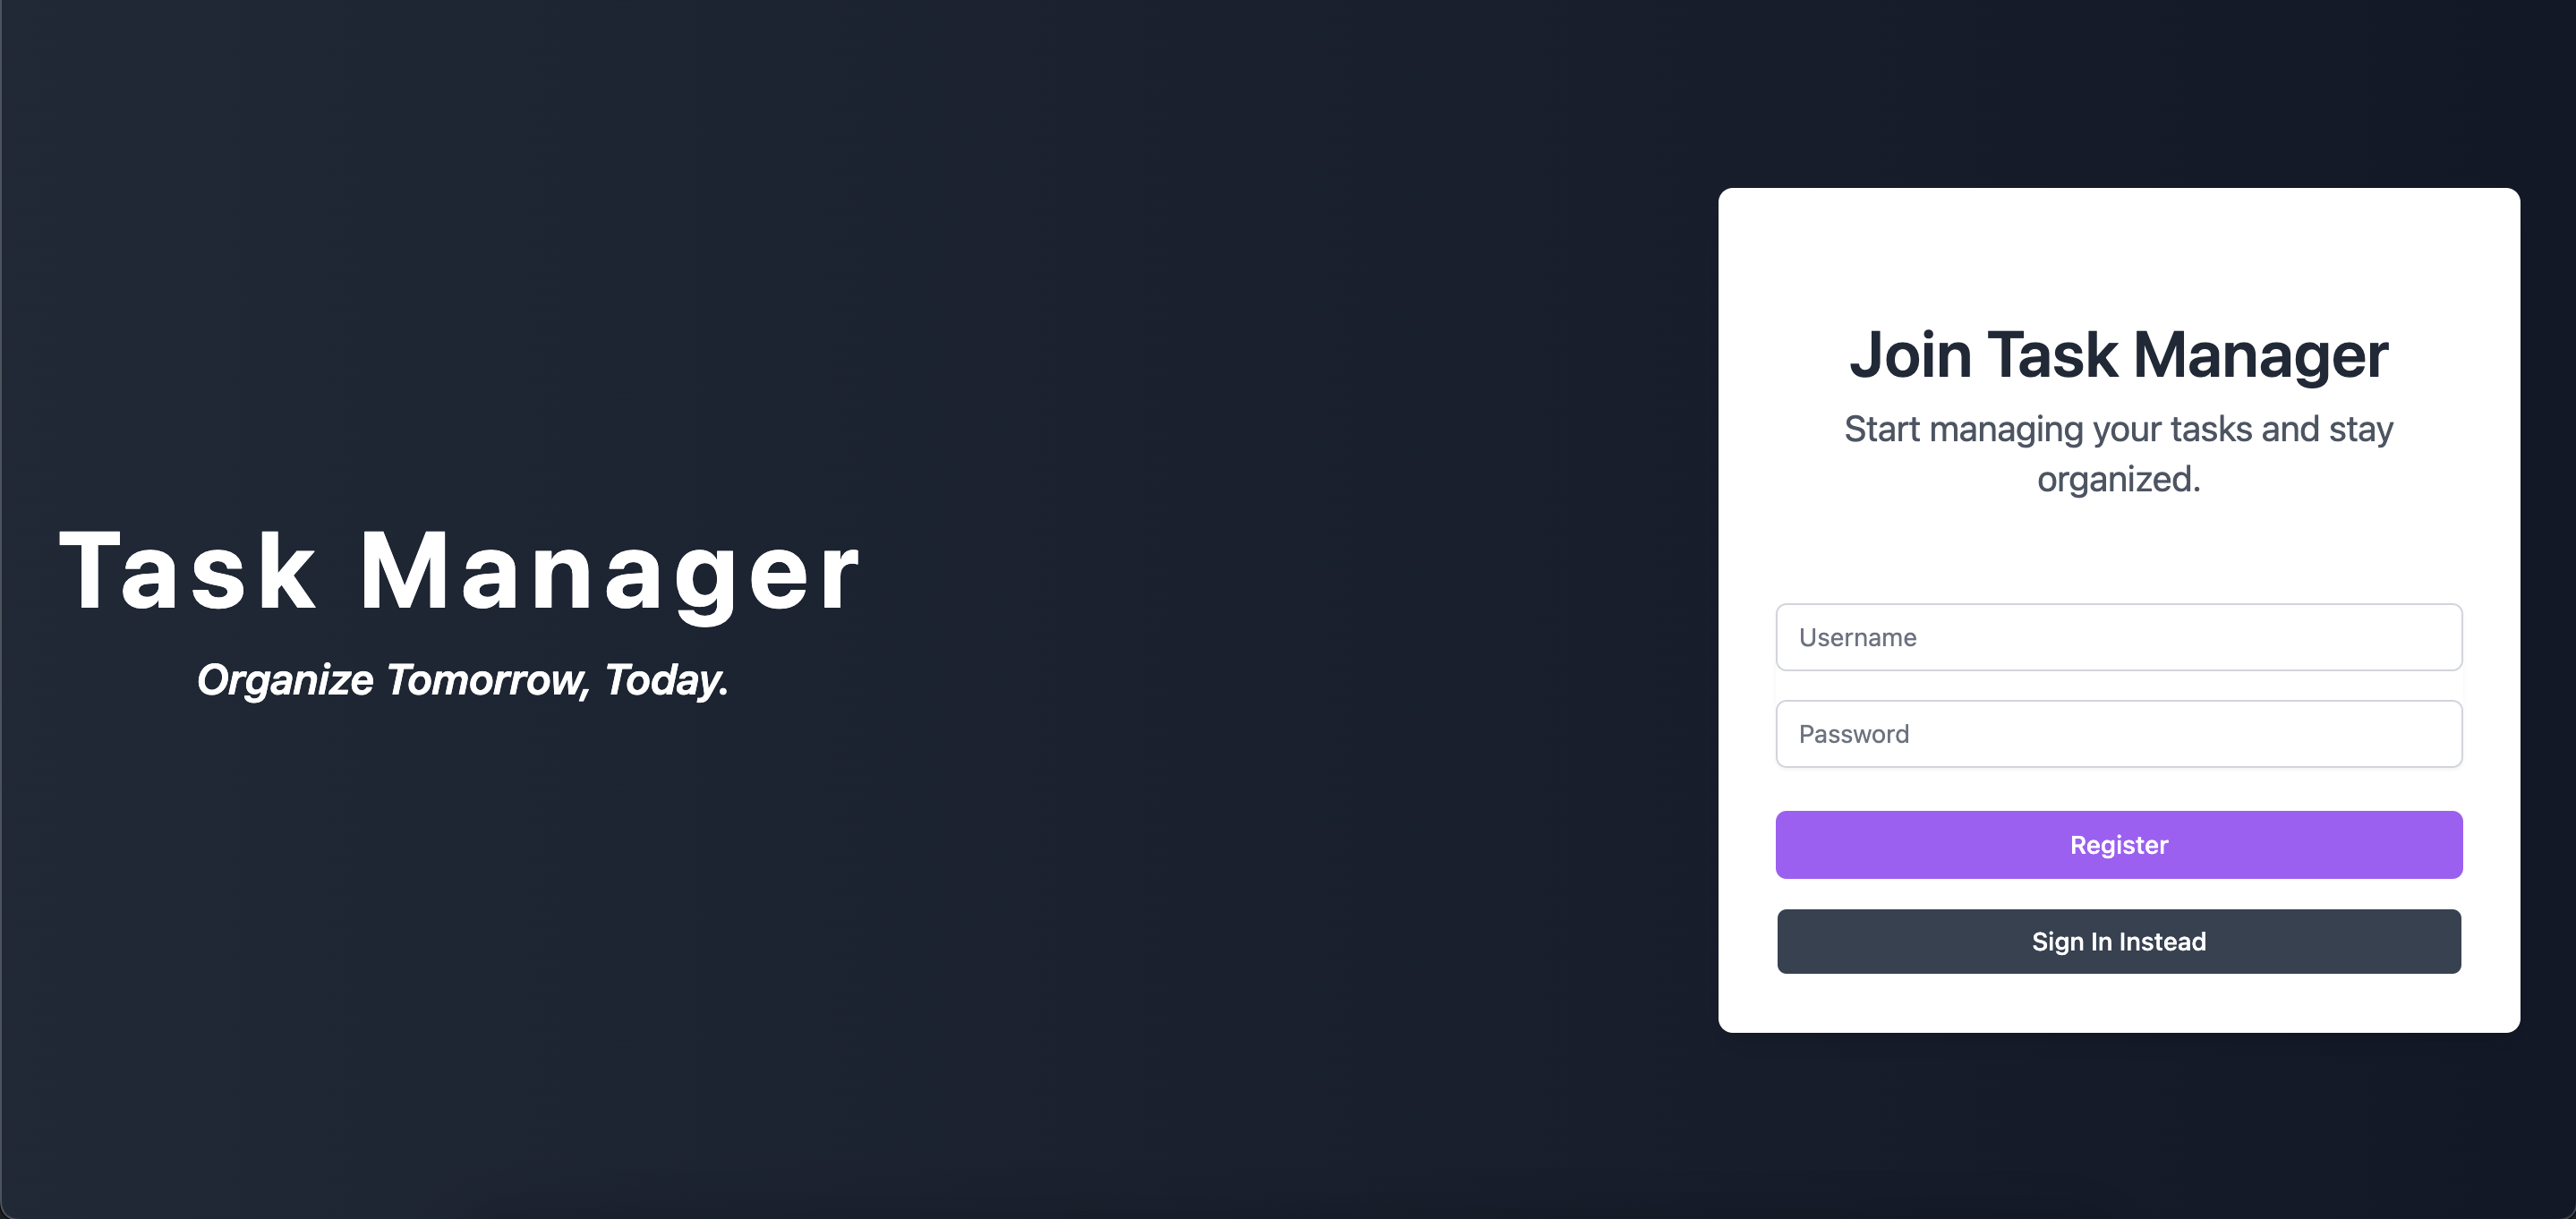 Task Manager
Organize Tomorrow, Today.
Join Task Manager
Start managing your tasks and stay
organized.
Username
Password
Register
Sign In Instead